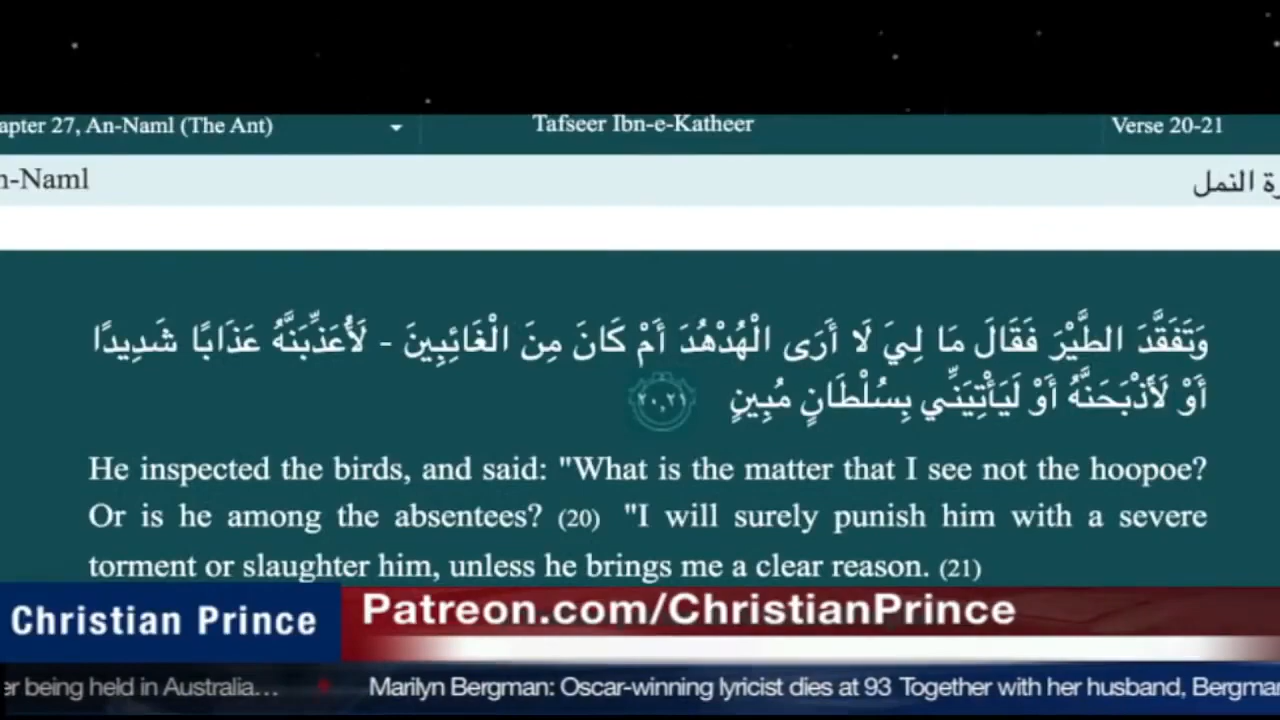 apter 27, An-Naml (The Ant) Tafseer Ibn-e-Katheer Verse 20-21
n-Naml رة النمل
وَتَفَقَّدَ الطَّيْرَ فَقَالَ مَا لِيَ لَا أَرَى الْهُدْهُدَ أَمْ كَانَ مِنَ الْغَائِبِينَ - لَأُعَذِّبَنَّهُ عَذَابًا شَدِيدًا
أَوْ لَأَذْبَحَنَّهُ أَوْ لَيَأْتِيَنِّي بِسُلْطَانٍ مُبِينٍ ٢٠,٢١
He inspected the birds, and said: "What is the matter that I see not the hoopoe?
Or is he among the absentees? (20) "I will surely punish him with a severe
torment or slaughter him, unless he brings me a clear reason. (21)
Christian Prince Patreon.com/ChristianPrince
er being held in Australia... Marilyn Bergman: Oscar-winning lyricist dies at 93 Together with her husband, Bergmar